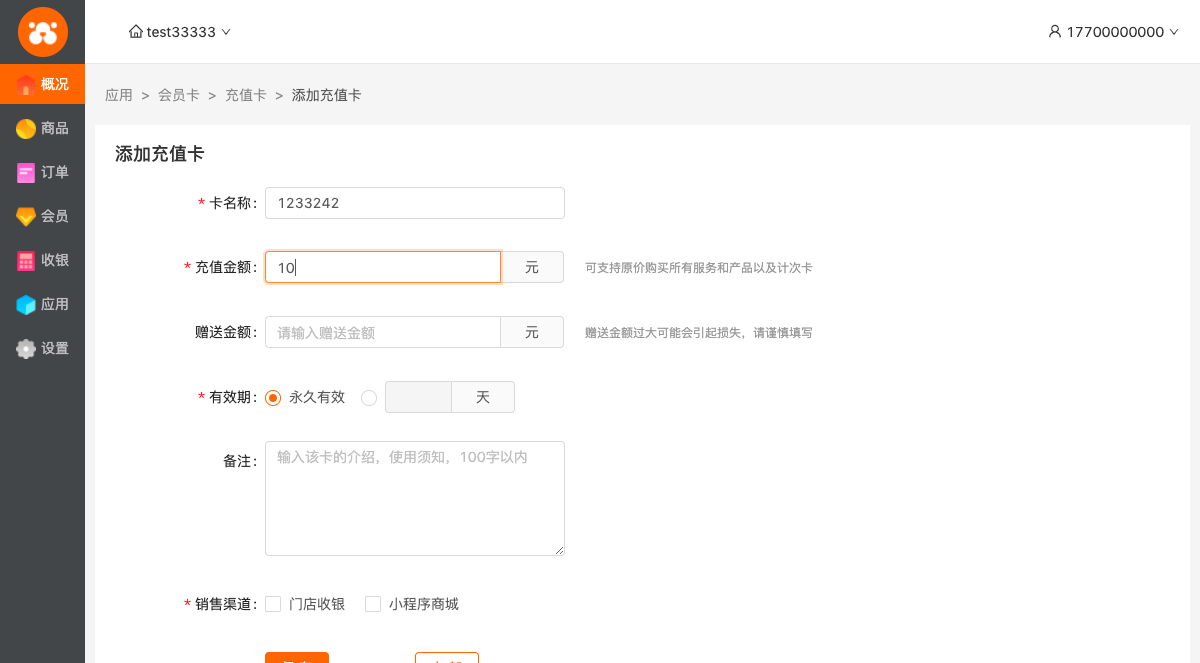 test33333
17700000000
概况
商品
订单
会员
收银
应用
设置
应用 > 会员卡 > 充值卡 > 添加充值卡
添加充值卡
* 卡名称: 1233242
* 充值金额: 10 元 可支持原价购买所有服务和产品以及计次卡
赠送金额: 请输入赠送金额 元 赠送金额过大可能会引起损失，请谨慎填写
* 有效期: 永久有效 天
备注: 输入该卡的介绍，使用须知，100字以内
* 销售渠道: 门店收银 小程序商城